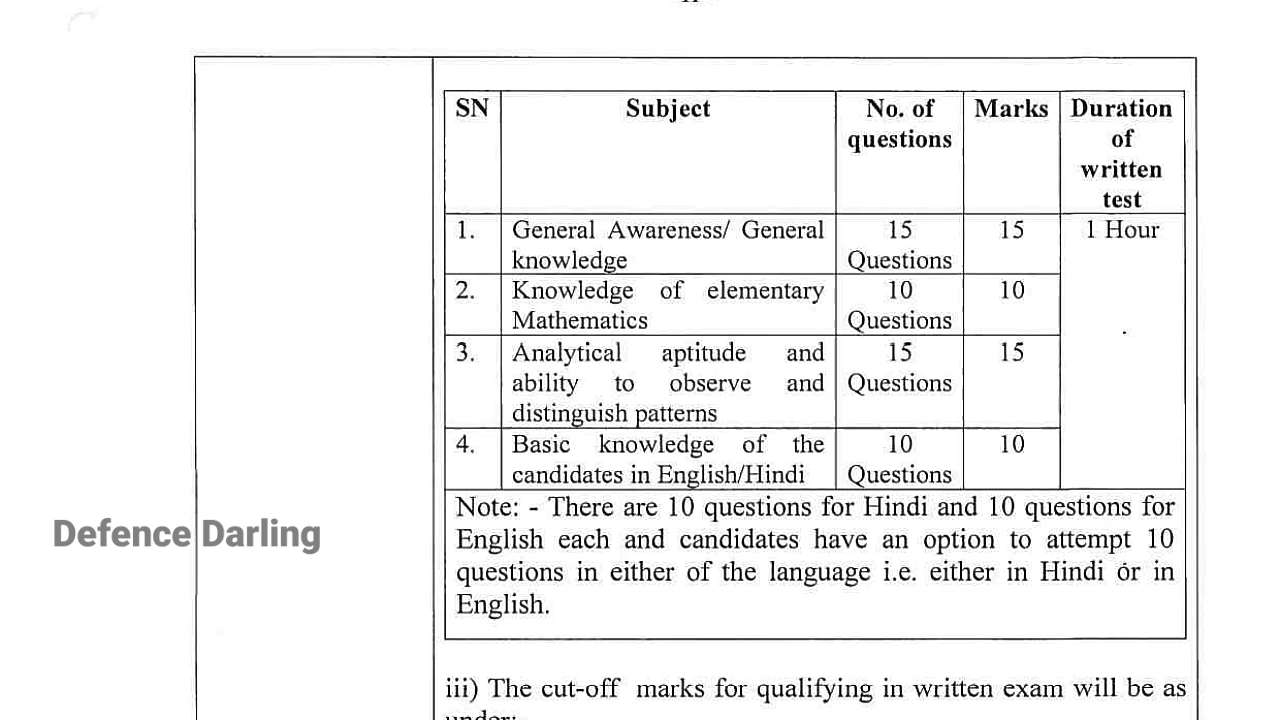 SN Subject No. of Marks Duration
questions of
written
test
1. General Awareness/ General 15 15 1 Hour
knowledge Questions
2. Knowledge of elementary 10 10
Mathematics Questions
3. Analytical aptitude and 15 15
ability to observe and Questions
distinguish patterns
4. Basic knowledge of the 10 10
candidates in English/Hindi Questions
Note: - There are 10 questions for Hindi and 10 questions for
English each and candidates have an option to attempt 10
questions in either of the language i.e. either in Hindi or in
English.
Defence Darling
iii) The cut-off marks for qualifying in written exam will be as
under:-